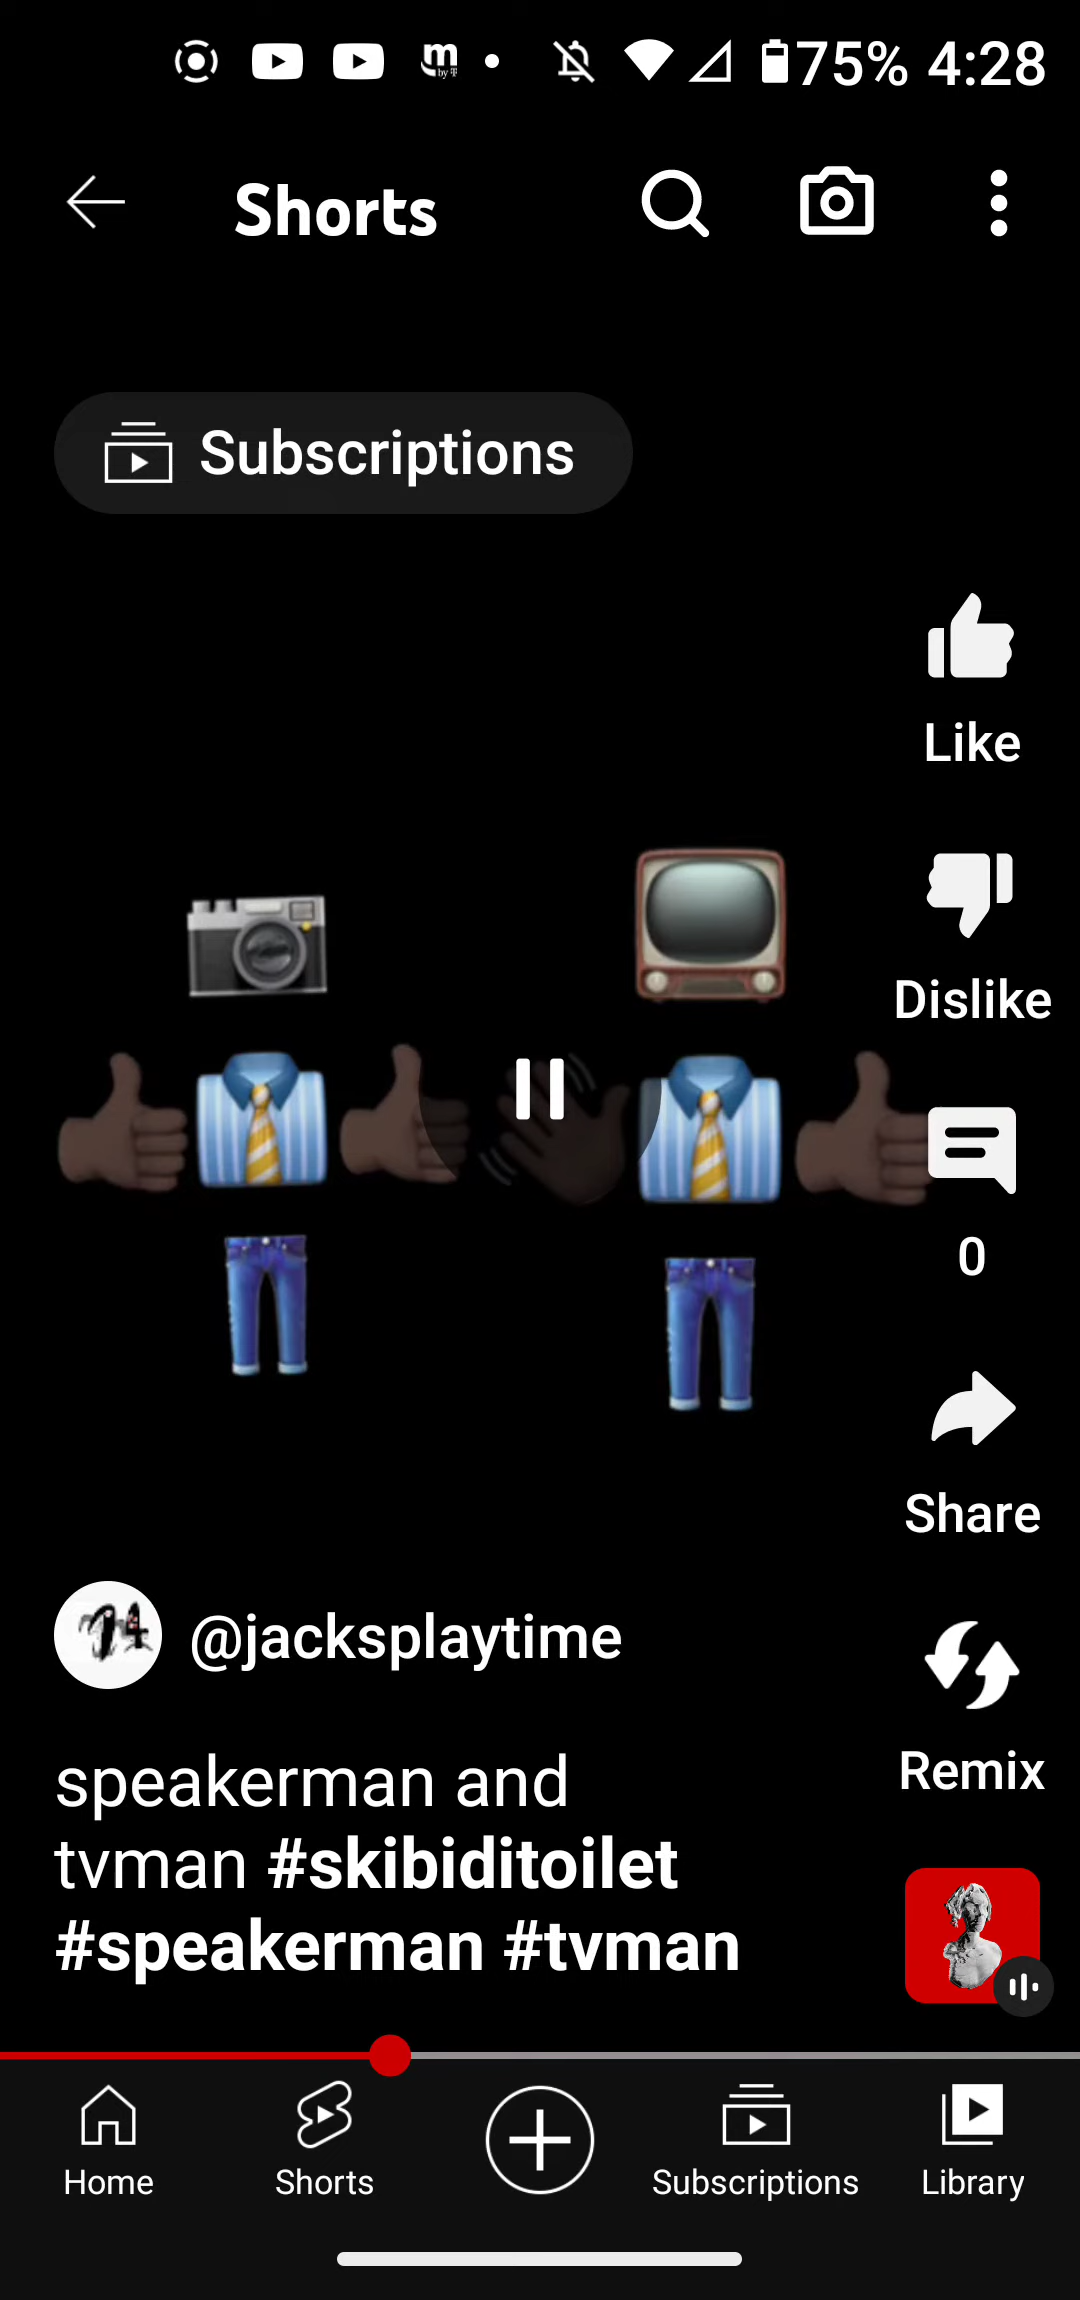 75% 4:28
Shorts
Subscriptions
Like
Dislike
0
Share
@jacksplaytime
Remix
speakerman and
tvman #skibiditoilet
#speakerman #tvman
Home
Shorts
Subscriptions
Library